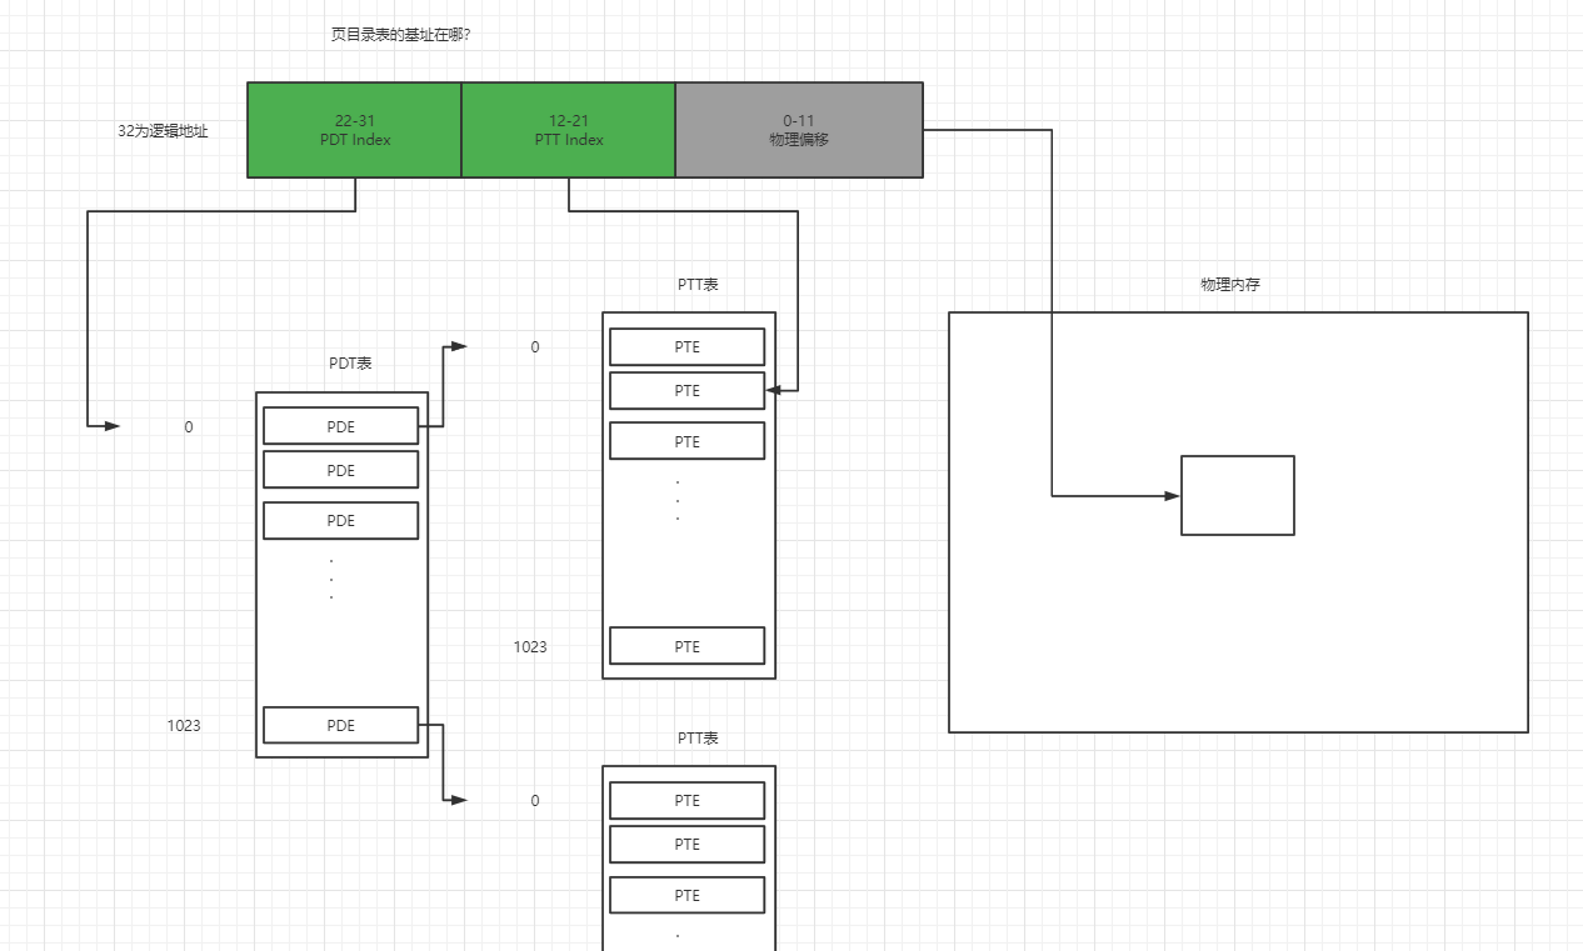 页目录表的基址在哪?
32为逻辑地址
22-31
PDT Index
12-21
PTT Index
0-11
物理偏移
PTT表
物理内存
0
PTE
PDT表
PTE
0
PDE
PTE
PDE
.
.
.
PDE
.
.
.
1023
PTE
1023
PDE
PTT表
0
PTE
PTE
PTE
.